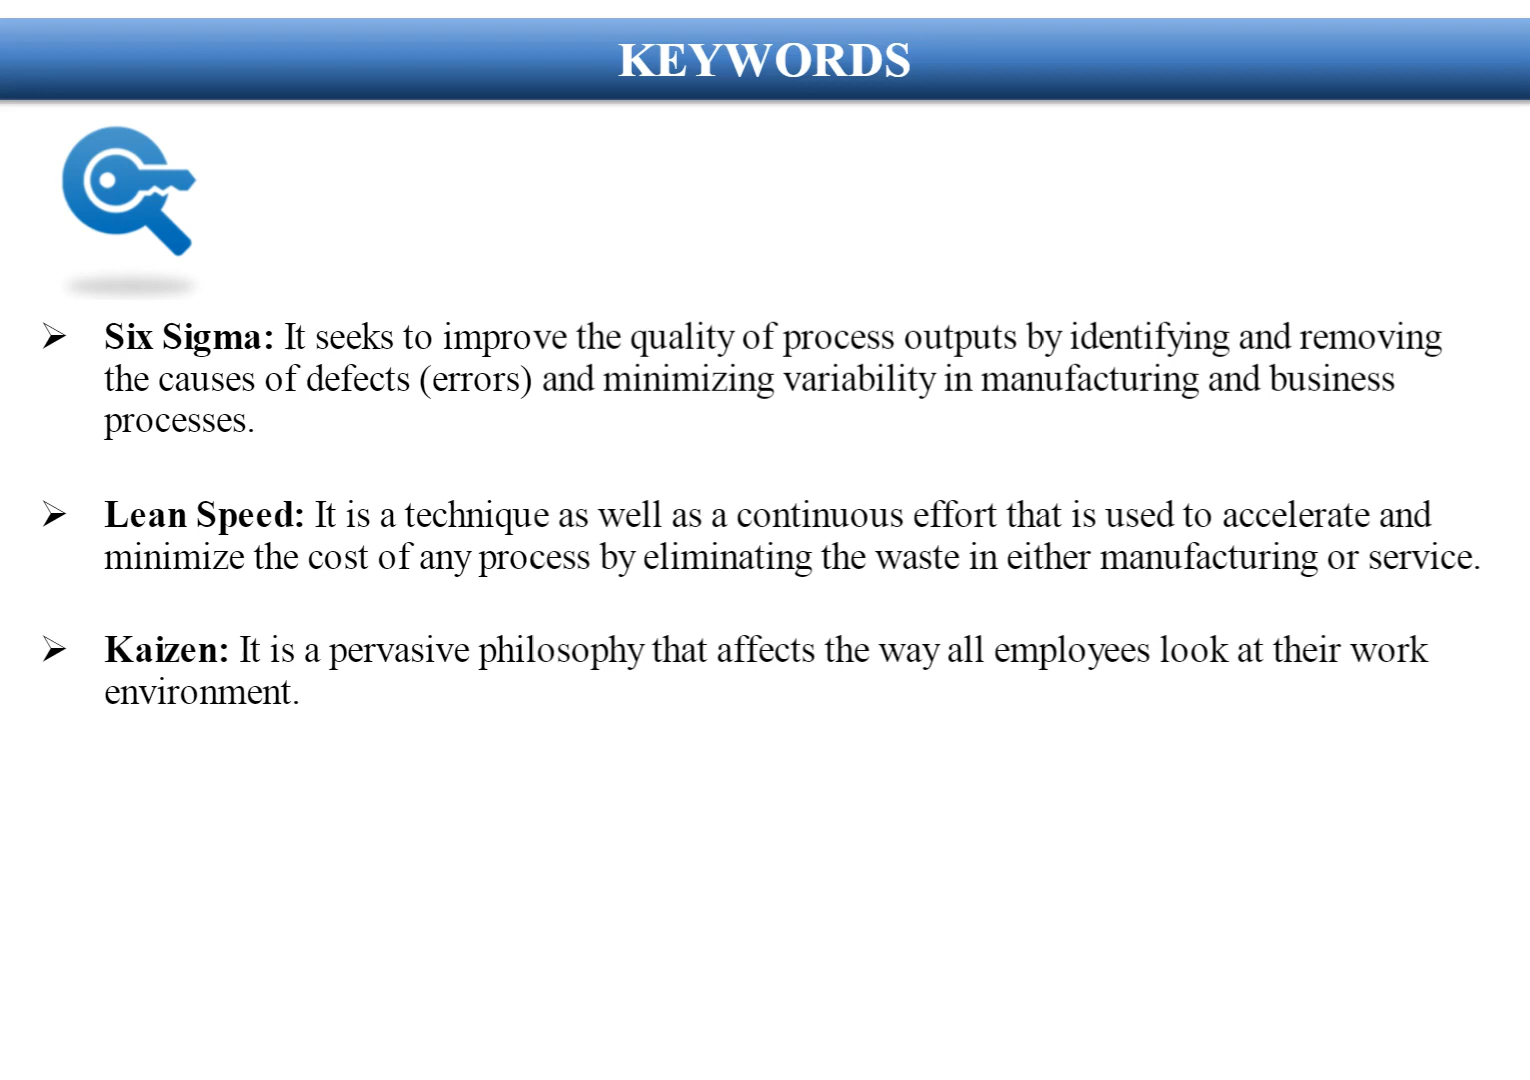 KEYWORDS
➢ Six Sigma: It seeks to improve the quality of process outputs by identifying and removing
the causes of defects (errors) and minimizing variability in manufacturing and business
processes.
➢ Lean Speed: It is a technique as well as a continuous effort that is used to accelerate and
minimize the cost of any process by eliminating the waste in either manufacturing or service.
➢ Kaizen: It is a pervasive philosophy that affects the way all employees look at their work
environment.